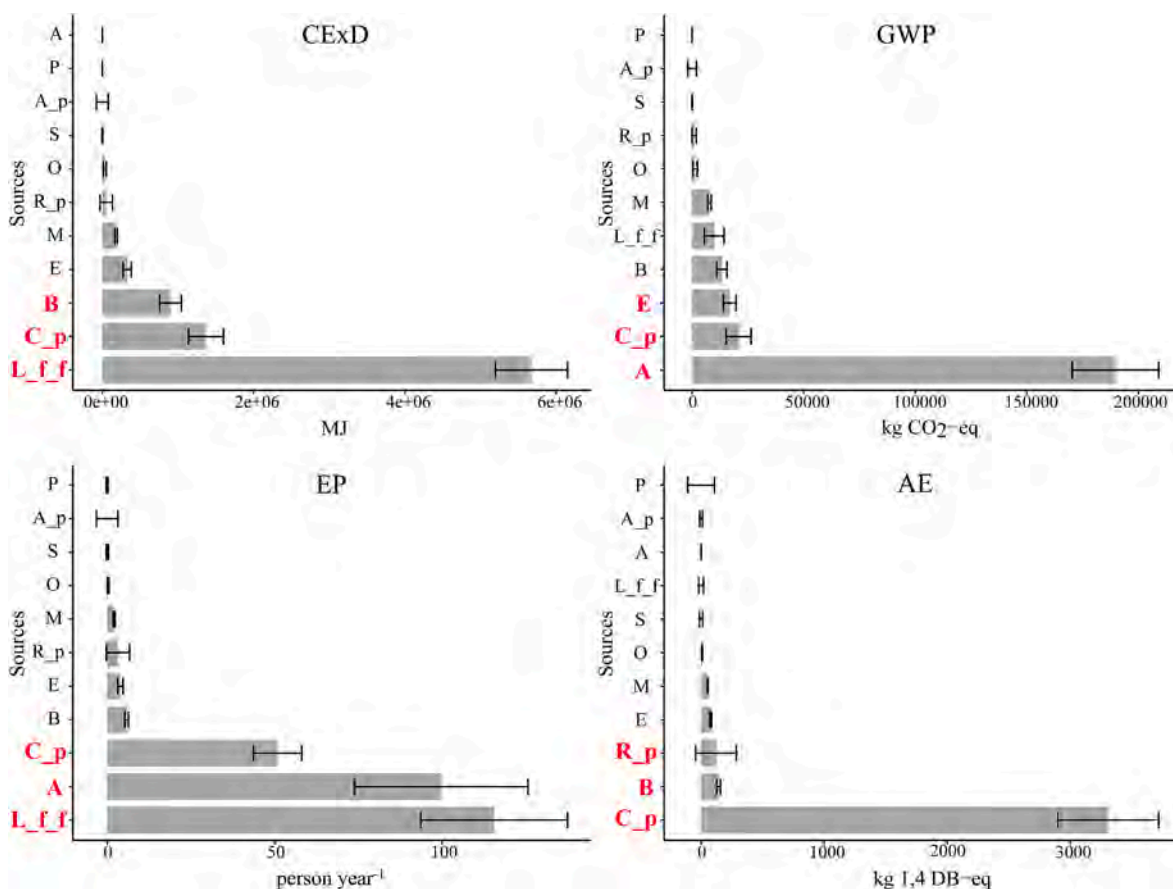 CExD
Sources
A
P
A_p
S
O
R_p
M
E
B
C_p
L_f_f
0e+00 2e+06 4e+06 6e+06
MJ
GWP
Sources
P
A_p
S
R_p
O
M
L_f_f
B
E
C_p
A
0 50000 100000 150000 200000
kg CO2−eq
EP
Sources
P
A_p
S
O
M
R_p
E
B
C_p
A
L_f_f
0 50 100
person year-1
AE
Sources
P
A_p
A
L_f_f
S
O
M
E
R_p
B
C_p
0 1000 2000 3000
kg 1,4 DB−eq